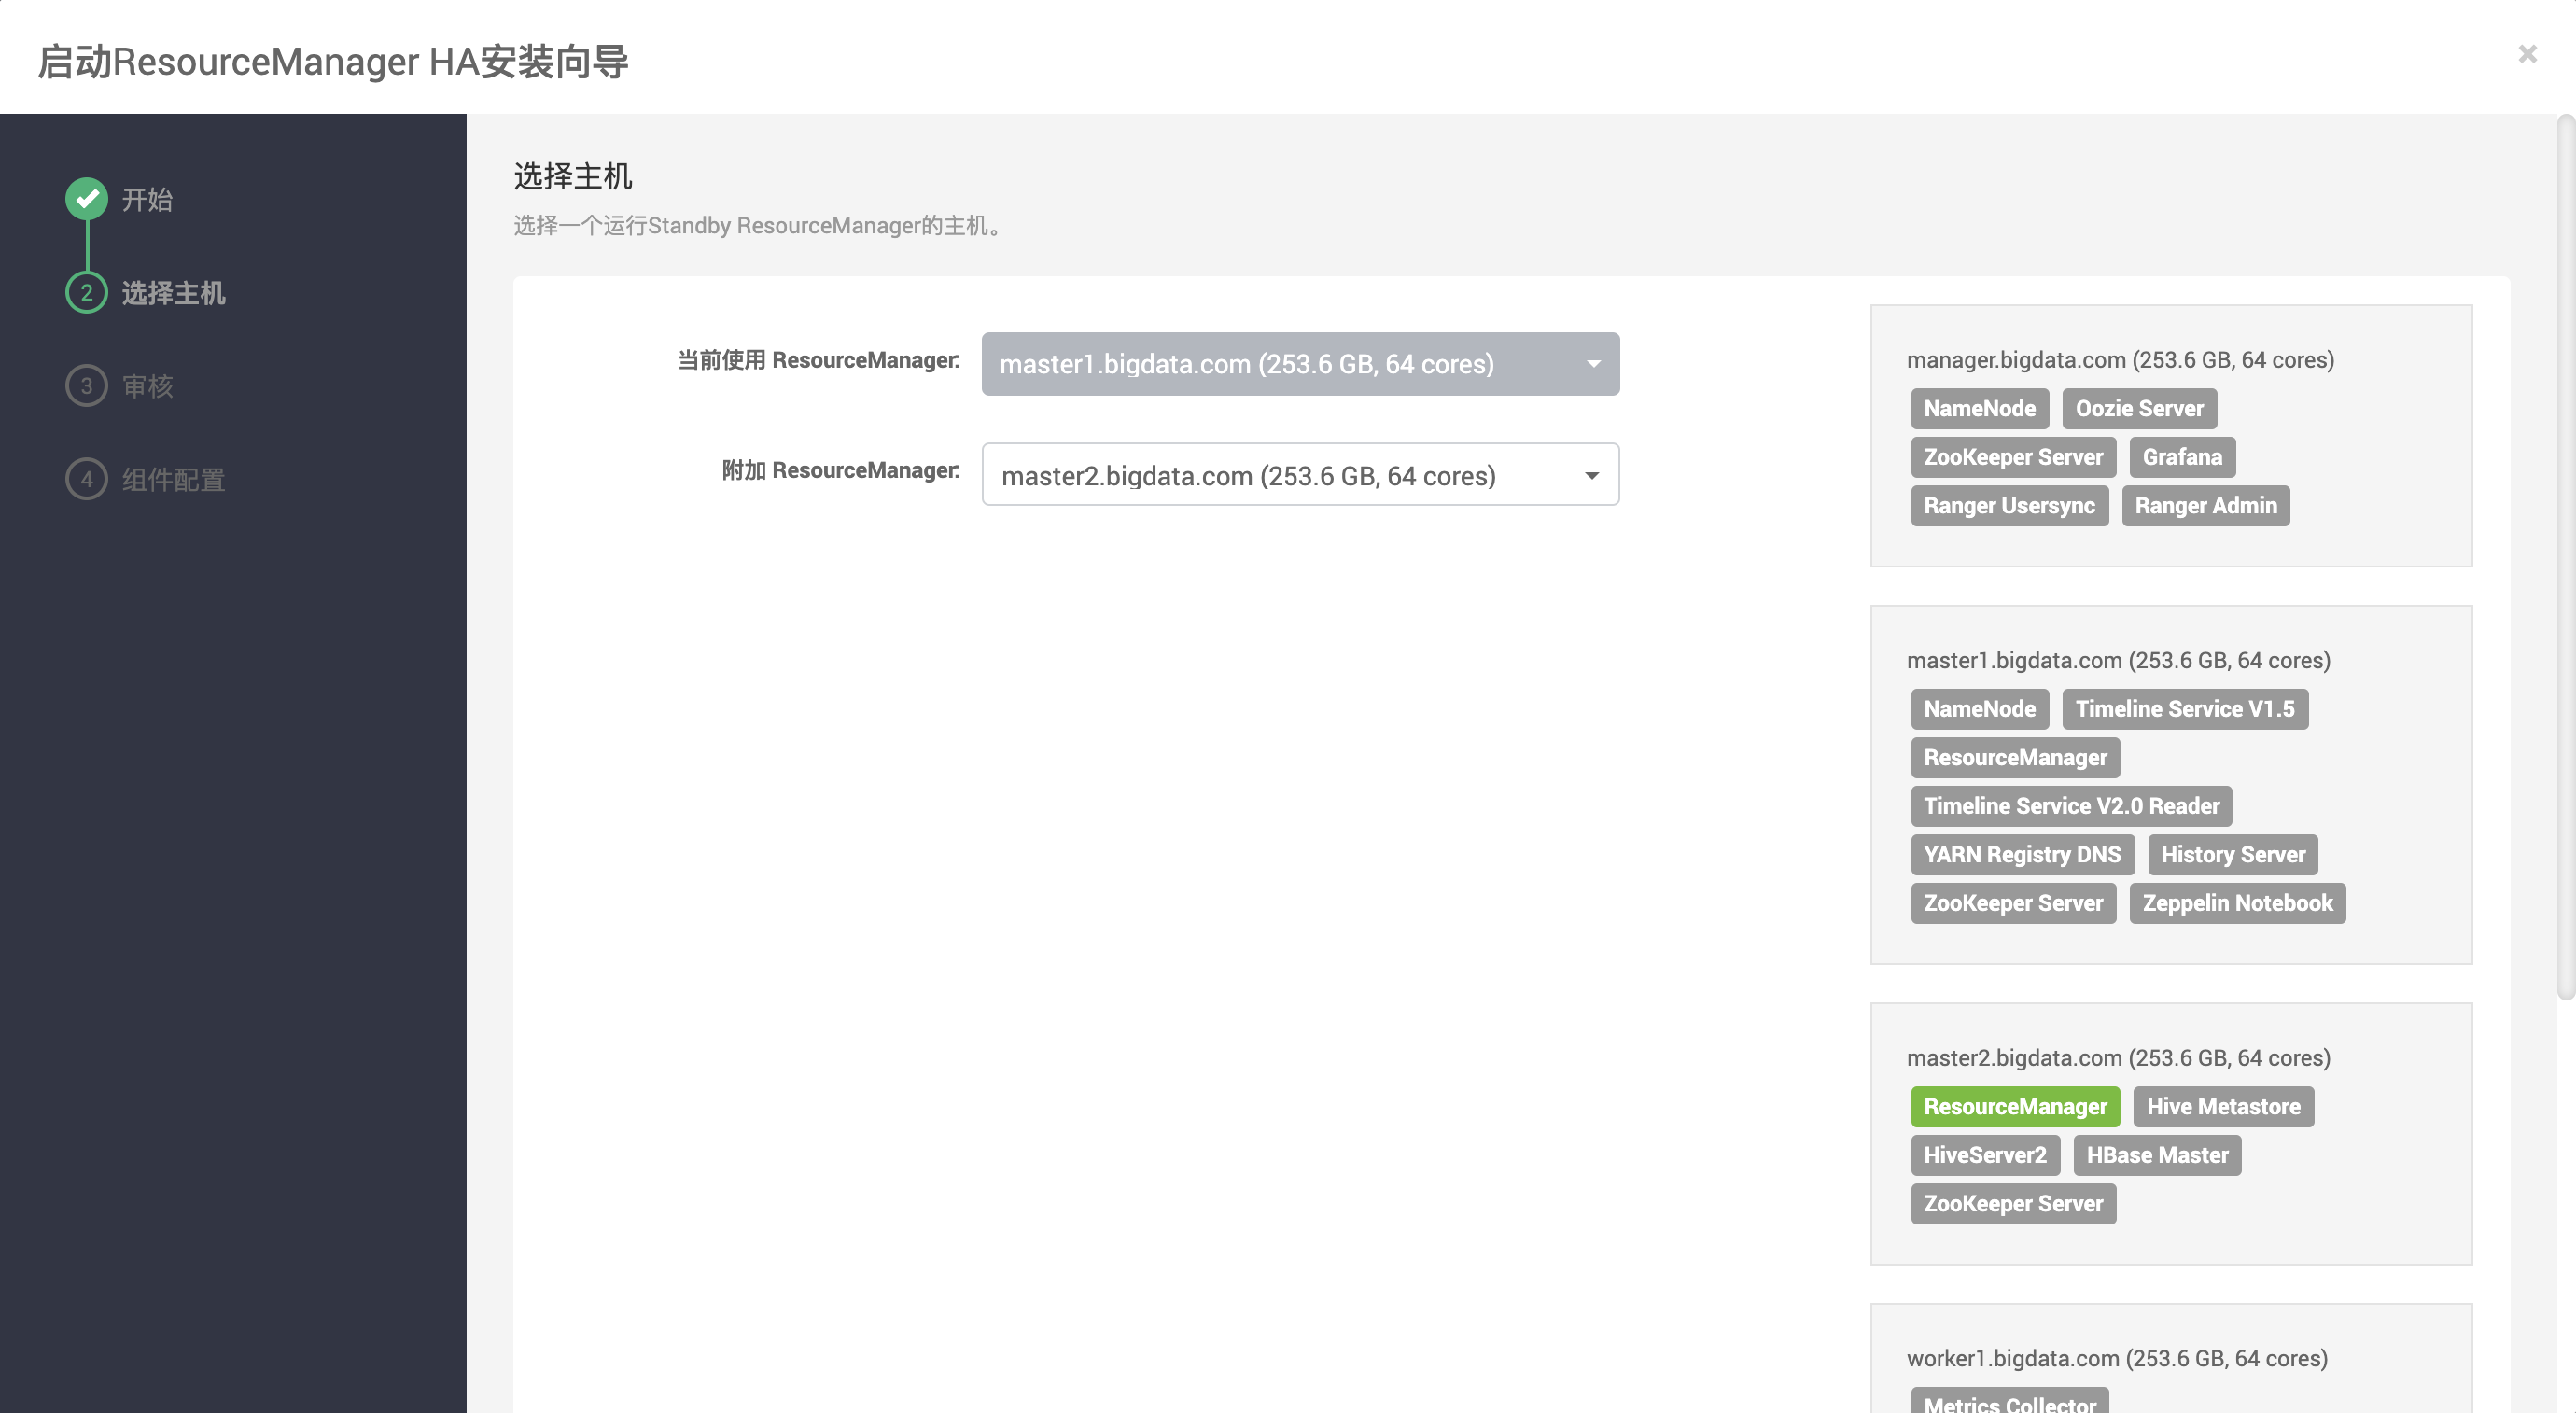 启动ResourceManager HA安装向导
×
开始
2 选择主机
3 审核
4 组件配置
选择主机
选择一个运行Standby ResourceManager的主机。
当前使用 ResourceManager: master1.bigdata.com (253.6 GB, 64 cores)
附加 ResourceManager: master2.bigdata.com (253.6 GB, 64 cores)
manager.bigdata.com (253.6 GB, 64 cores)
NameNode Oozie Server
ZooKeeper Server Grafana
Ranger Usersync Ranger Admin
master1.bigdata.com (253.6 GB, 64 cores)
NameNode Timeline Service V1.5
ResourceManager
Timeline Service V2.0 Reader
YARN Registry DNS History Server
ZooKeeper Server Zeppelin Notebook
master2.bigdata.com (253.6 GB, 64 cores)
ResourceManager Hive Metastore
HiveServer2 HBase Master
ZooKeeper Server
worker1.bigdata.com (253.6 GB, 64 cores)
Metrics Collector